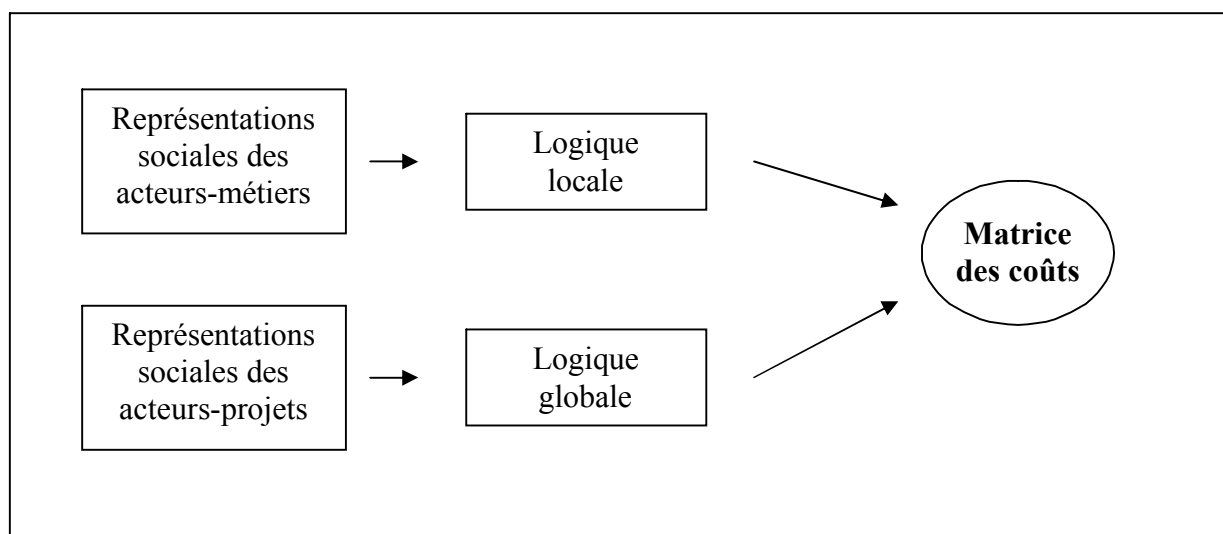 Représentations
sociales des
acteurs-métiers
Logique
locale
Représentations
sociales des
acteurs-projets
Logique
globale
Matrice
des coûts